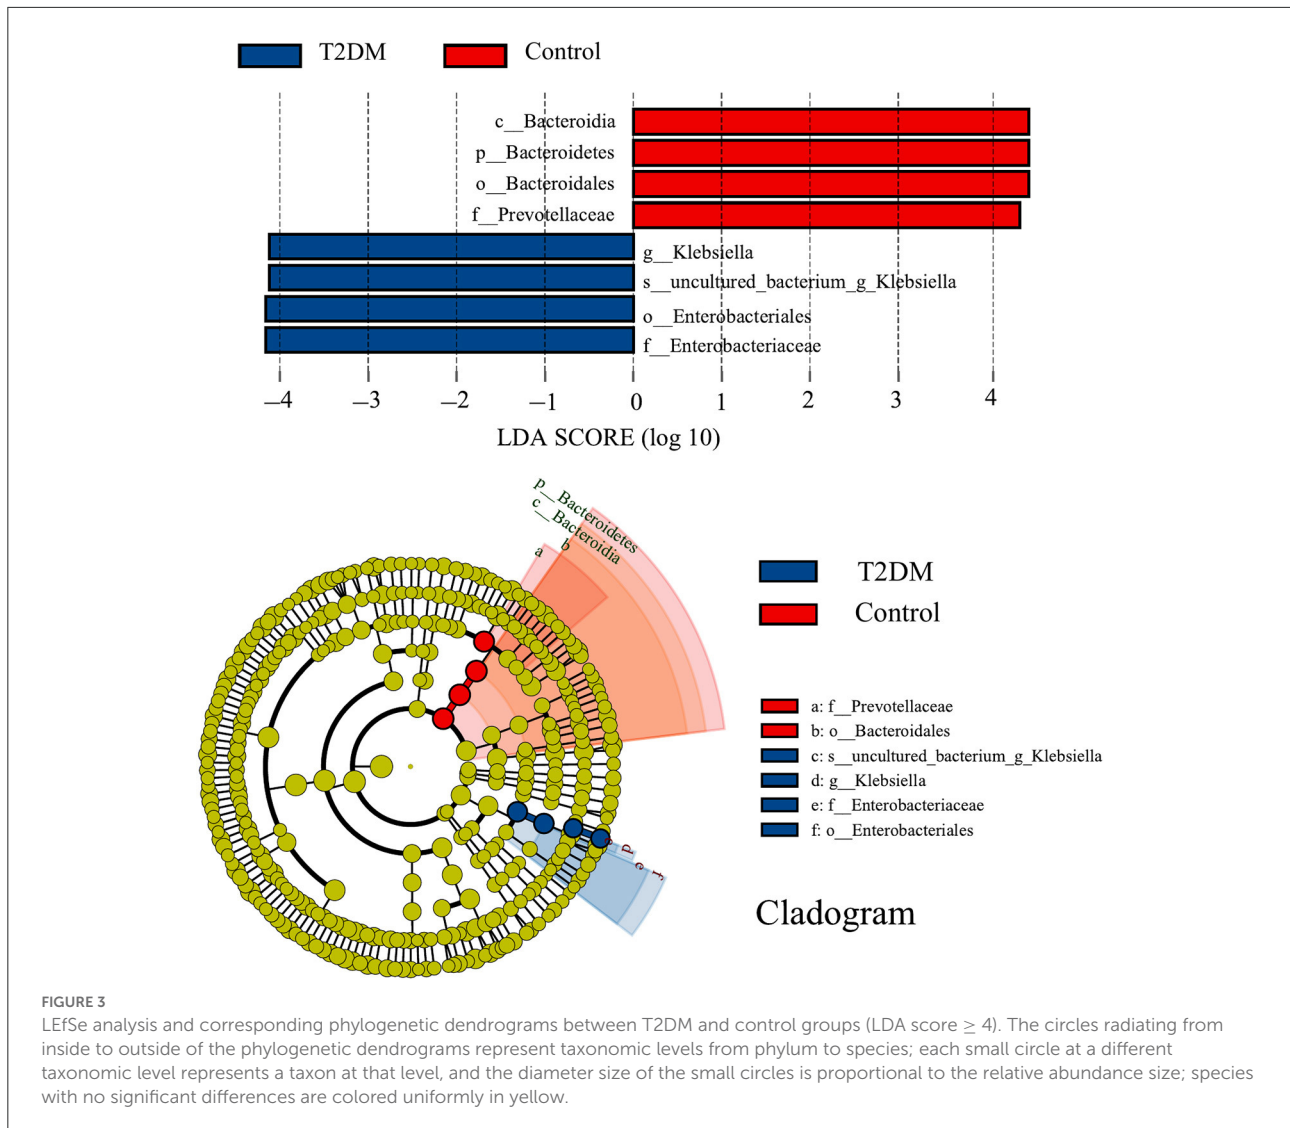 T2DM
Control
c__Bacteroidia
p__Bacteroidetes
o__Bacteroidales
f__Prevotellaceae
g__Klebsiella
s__uncultured_bacterium_g_Klebsiella
o__Enterobacteriales
f__Enterobacteriaceae
–4 –3 –2 –1 0 1 2 3 4
LDA SCORE (log 10)
p__Bacteroidetes
c__Bacteroidia
a
b
T2DM
Control
a: f__Prevotellaceae
b: o__Bacteroidales
c: s__uncultured_bacterium_g_Klebsiella
d: g__Klebsiella
e: f__Enterobacteriaceae
f: o__Enterobacteriales
d
e
f
Cladogram
FIGURE 3
LEfSe analysis and corresponding phylogenetic dendrograms between T2DM and control groups (LDA score ≥ 4). The circles radiating from
inside to outside of the phylogenetic dendrograms represent taxonomic levels from phylum to species; each small circle at a different
taxonomic level represents a taxon at that level, and the diameter size of the small circles is proportional to the relative abundance size; species
with no significant differences are colored uniformly in yellow.